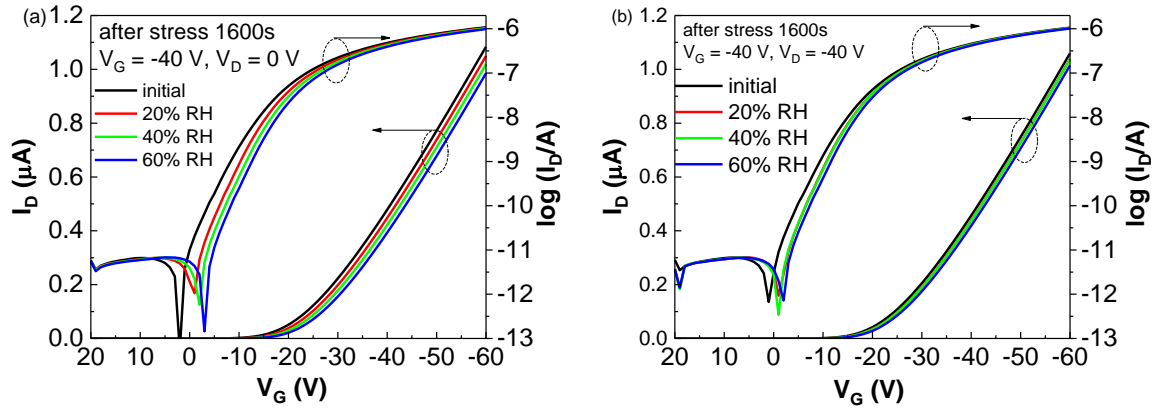 (a)
after stress 1600s
V_G = -40 V, V_D = 0 V
initial
20% RH
40% RH
60% RH
1.2
1.0
0.8
0.6
0.4
0.2
0.0
I_D (μA)
20 10 0 -10 -20 -30 -40 -50 -60
V_G (V)
-6
-7
-8
-9
-10
-11
-12
-13
log (I_D/A)
(b)
after stress 1600s
V_G = -40 V, V_D = -40 V
initial
20% RH
40% RH
60% RH
1.2
1.0
0.8
0.6
0.4
0.2
0.0
I_D (μA)
20 10 0 -10 -20 -30 -40 -50 -60
V_G (V)
-6
-7
-8
-9
-10
-11
-12
-13
log (I_D/A)